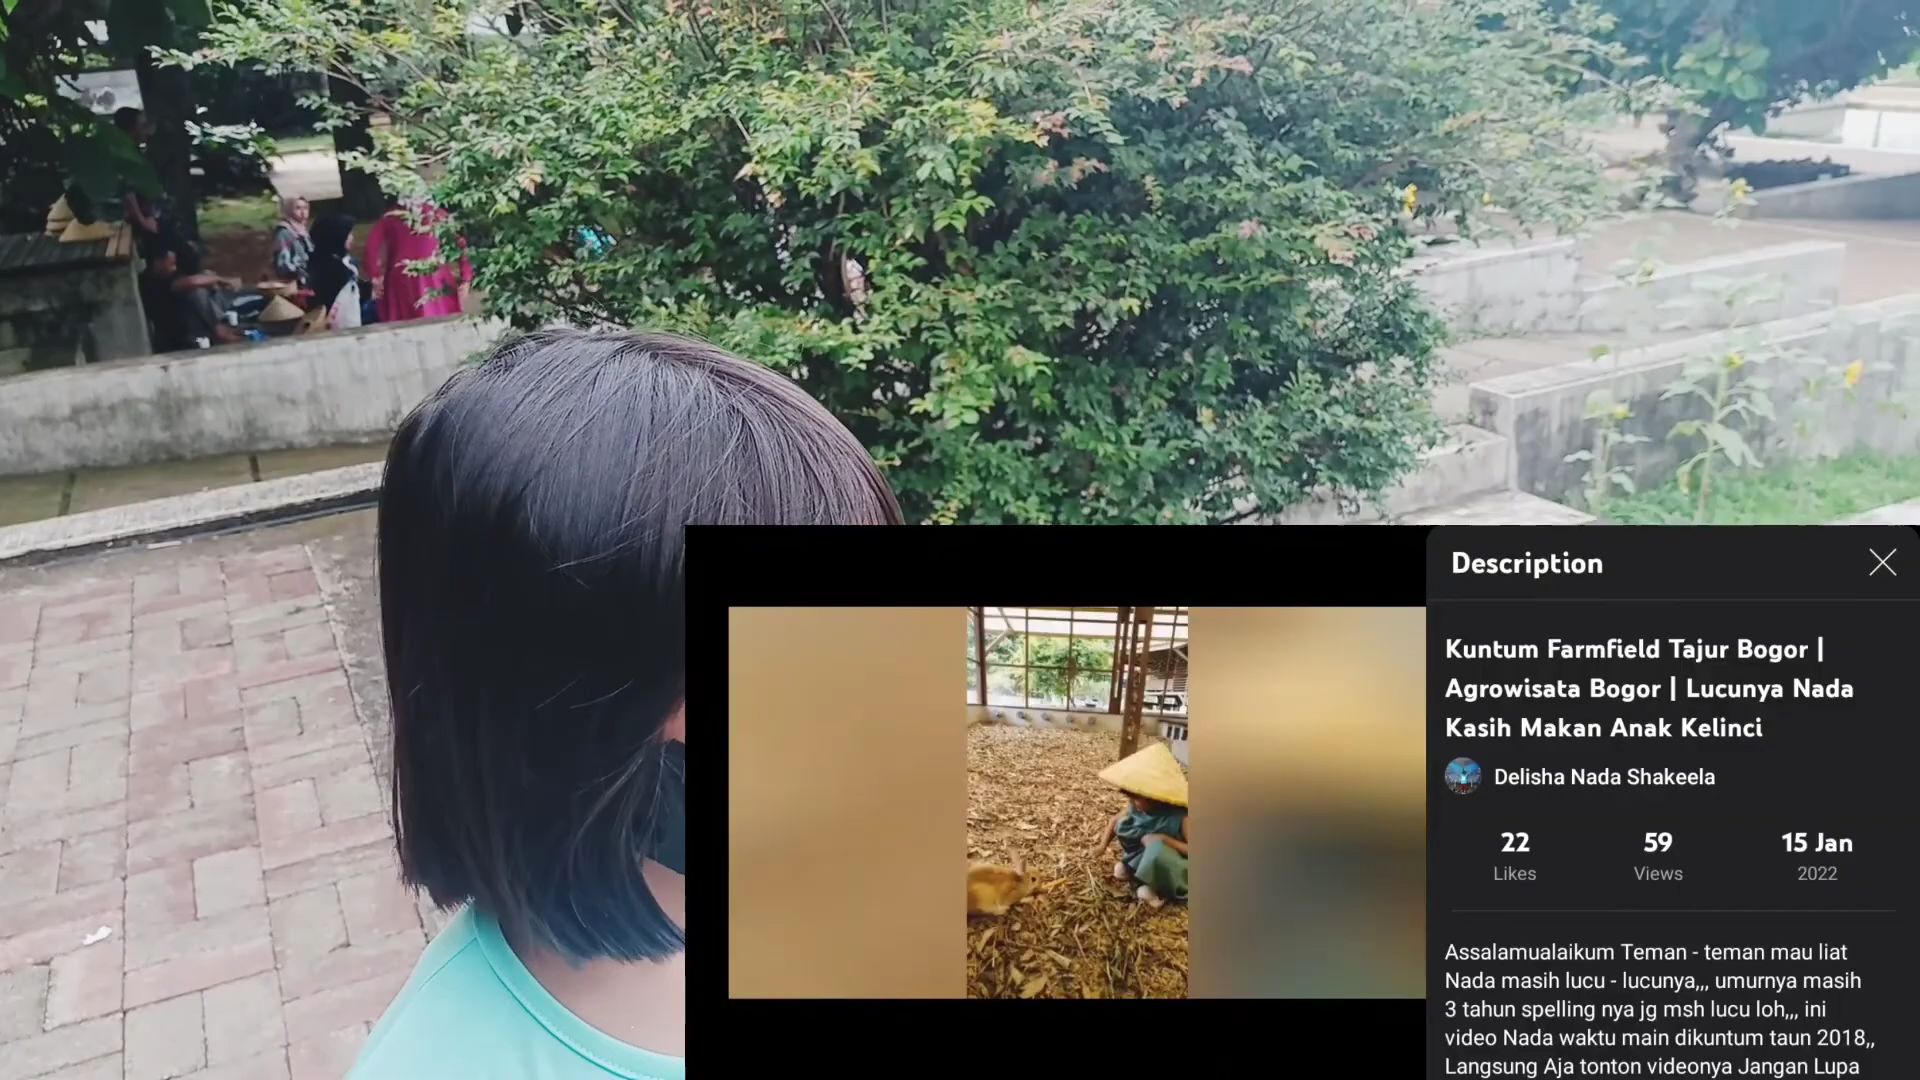 Description
Kuntum Farmfield Tajur Bogor |
Agrowisata Bogor | Lucunya Nada
Kasih Makan Anak Kelinci
Delisha Nada Shakeela
22 59 15 Jan
Likes Views 2022
Assalamualaikum Teman - teman mau liat
Nada masih lucu - lucunya,,, umurnya masih
3 tahun spelling nya jg msh lucu loh,,, ini
video Nada waktu main dikuntum taun 2018,,
Langsung Aja tonton videonya Jangan Lupa